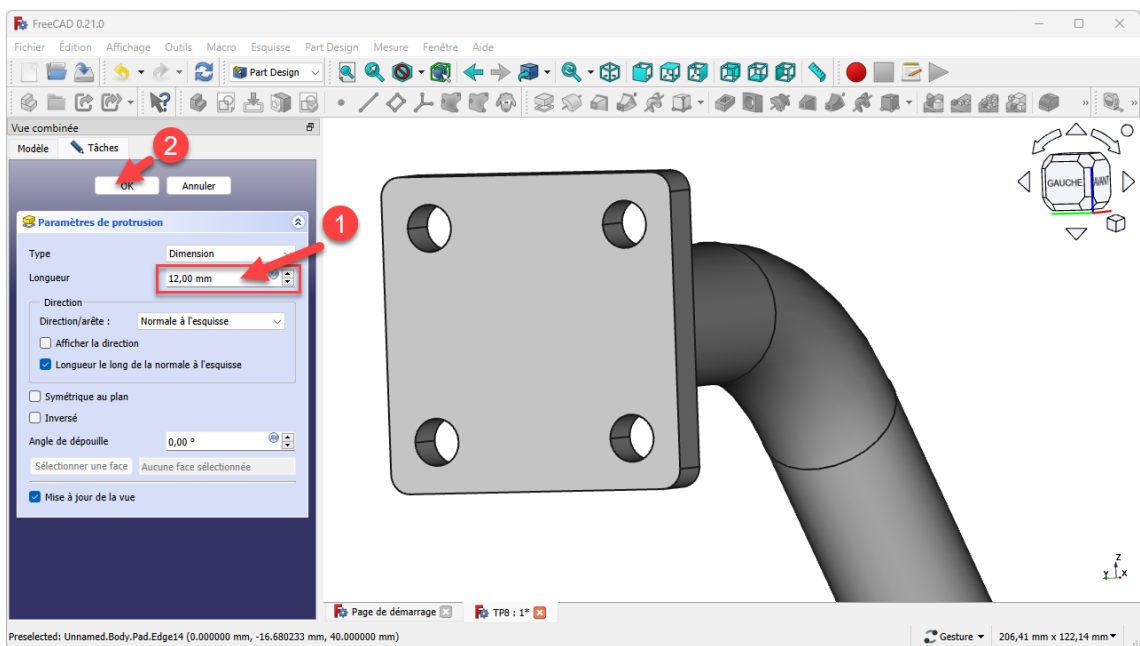 FreeCAD 0.21.0
Fichier Édition Affichage Outils Macro Esquisse Part Design Mesure Fenêtre Aide
Part Design
Vue combinée
Modèle Tâches
2
OK Annuler
Paramètres de protrusion
1
Type Dimension
Longueur 12,00 mm
Direction
Direction/arête : Normale à l'esquisse
Afficher la direction
Longueur le long de la normale à l'esquisse
Symétrique au plan
Inversé
Angle de dépouille 0,00 °
Sélectionner une face Aucune face sélectionnée
Mise à jour de la vue
GAUCHE AVANT
Z
Y X
Page de démarrage TP8 : 1*
Preselected: Unnamed.Body.Pad.Edge14 (0.000000 mm, -16.680233 mm, 40.000000 mm) Gesture 206,41 mm x 122,14 mm